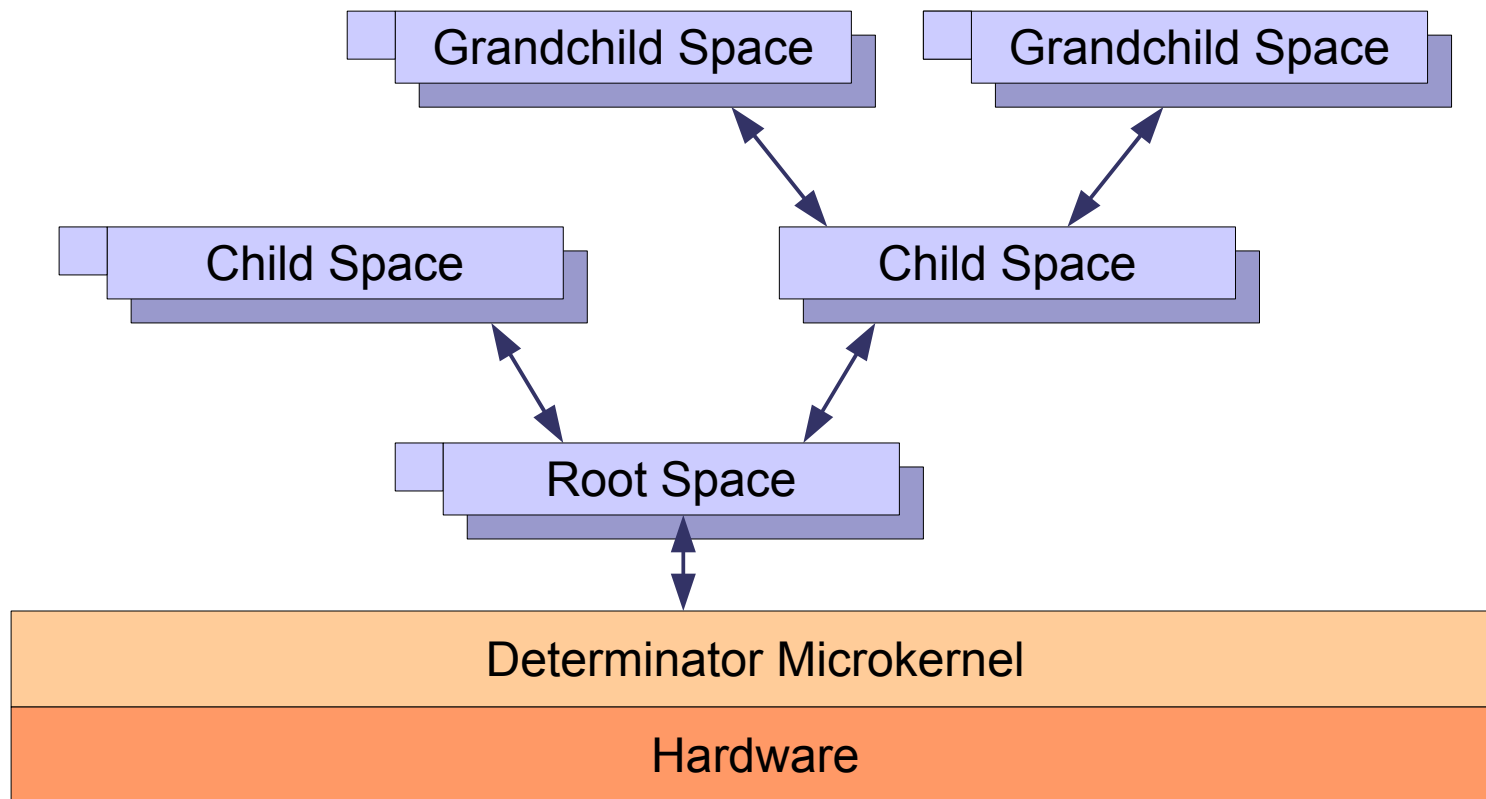 Grandchild Space
Grandchild Space
Child Space
Child Space
Root Space
Determinator Microkernel
Hardware